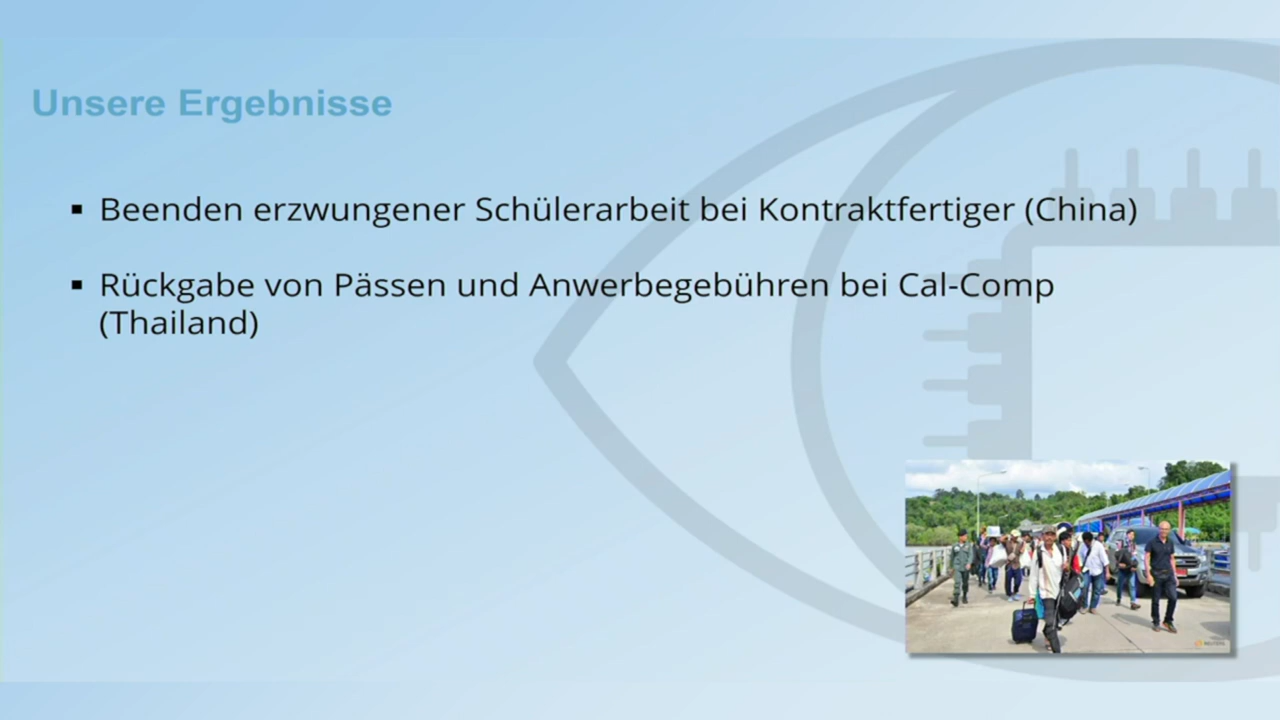 Unsere Ergebnisse
▪ Beenden erzwungener Schülerarbeit bei Kontraktfertiger (China)
▪ Rückgabe von Pässen und Anwerbegebühren bei Cal-Comp
(Thailand)